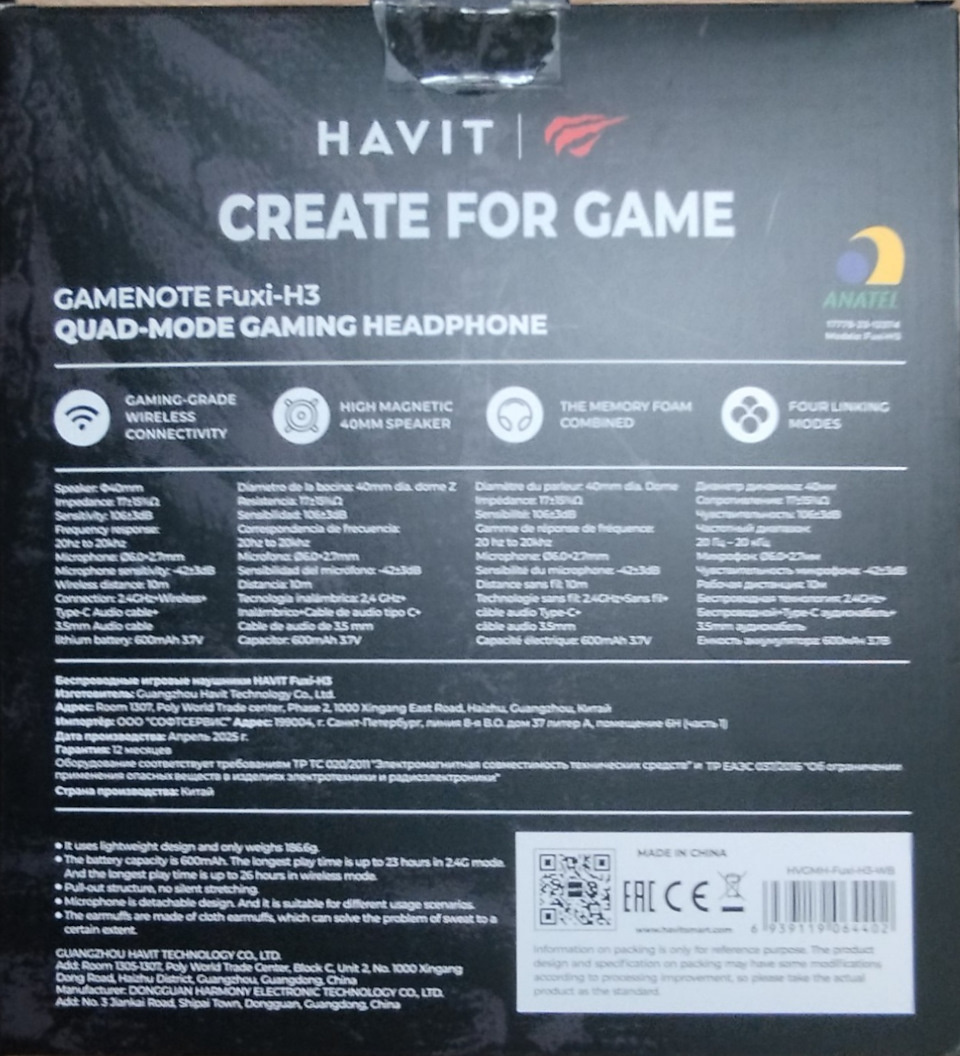 HAVIT
CREATE FOR GAME
GAMENOTE Fuxi-H3
QUAD-MODE GAMING HEADPHONE
ANATEL
Modelo: Fuxi-H3
GAMING-GRADE
WIRELESS
CONNECTIVITY
HIGH MAGNETIC
40MM SPEAKER
THE MEMORY FOAM
COMBINED
FOUR LINKING
MODES
Speaker: Φ40mm
Impedance: 17±15%Ω
Sensitivity: 106±3dB
Frequency response:
20hz to 20khz
Microphone: Ø6.0*2.7mm
Microphone sensitivity: -42±3dB
Wireless distance: 10m
Connection: 2.4GHz+Wireless+
Type-C Audio cable+
3.5mm Audio cable
lithium battery: 600mAh 3.7V
Diametro de la bocina: 40mm dia. dome Z
Resistencia: 17±15%Ω
Sensibilidad: 106±3dB
Correspondencia de frecuencia:
20hz to 20khz
Micrófono: Ø6.0*2.7mm
Sensibilidad del micrófono: -42±3dB
Distancia: 10m
Tecnología inalámbrica: 2,4 GHz+
Inalámbrico+Cable de audio tipo C+
Cable de audio de 3,5 mm
Capacitor: 600mAh 3.7V
Diamètre du parleur: 40mm dia. Dome
Impédance: 17±15%Ω
Sensibilité: 106±3dB
Gamme de réponse de fréquence:
20 hz to 20khz
Microphone: Ø6.0*2.7mm
Sensibilité du microphone: -42±3dB
Distance sans fil: 10m
Technologie sans fil: 2.4GHz+Sans fil+
câble audio Type-C+
câble audio 3.5mm
Capacité électrique: 600mAh 3.7V
Диаметр динамика: 40мм
Сопротивление: 17±15%Ω
Чувствительность: 106±3dB
Частотный диапазон:
20 Гц – 20 кГц
Микрофон: Ø6.0*2.7мм
Чувствительность микрофона: -42±3dB
Рабочая дистанция: 10м
Беспроводная технология: 2,4GHz+
Беспроводной+Type-C аудиокабель+
3.5mm аудиокабель
Емкость аккумулятора: 600мАч 3.7В
Беспроводные игровые наушники HAVIT Fuxi-H3
Изготовитель: Guangzhou Havit Technology Co., Ltd.
Адрес: Room 1307, Poly World Trade center, Phase 2, 1000 Xingang East Road, Haizhu, Guangzhou, Китай
Импортёр: ООО "СОФТСЕРВИС" Адрес: 199004, г. Санкт-Петербург, линия 8-я В.О. дом 37 литер А, помещение 6Н (часть 1)
Дата производства: Апрель 2025 г.
Гарантия: 12 месяцев
Оборудование соответствует требованиям ТР ТС 020/2011 "Электромагнитная совместимость технических средств" и ТР ЕАЭС 037/2016 "Об ограничении
применения опасных веществ в изделиях электротехники и радиоэлектроники"
Страна производства: Китай
• It uses lightweight design and only weighs 186.6g.
• The battery capacity is 600mAh. The longest play time is up to 23 hours in 2.4G mode.
And the longest play time is up to 26 hours in wireless mode.
• Pull-out structure, no silent stretching.
• Microphone is detachable design. And it is suitable for different usage scenarios.
• The earmuffs are made of cloth earmuffs, which can solve the problem of sweat to a
certain extent.
GUANGZHOU HAVIT TECHNOLOGY CO., LTD.
Add: Room 1305-1307, Poly World Trade Center, Block C, Unit 2, No. 1000 Xingang
Dong Road, Haizhu District, Guangzhou, Guangdong, China
Manufacturer: DONGGUAN HARMONY ELECTRONIC TECHNOLOGY CO., LTD.
Add: No. 3 Jiankai Road, Shipai Town, Dongguan, Guangdong, China
MADE IN CHINA
EAC CE
www.havitsmart.com
HVGMH-Fuxi-H3-WB
6 939119 064402
Information on packing is only for reference purpose. The product
design and specification on packing may have some modifications
according to processing improvement, so please take the actual
product as the standard.